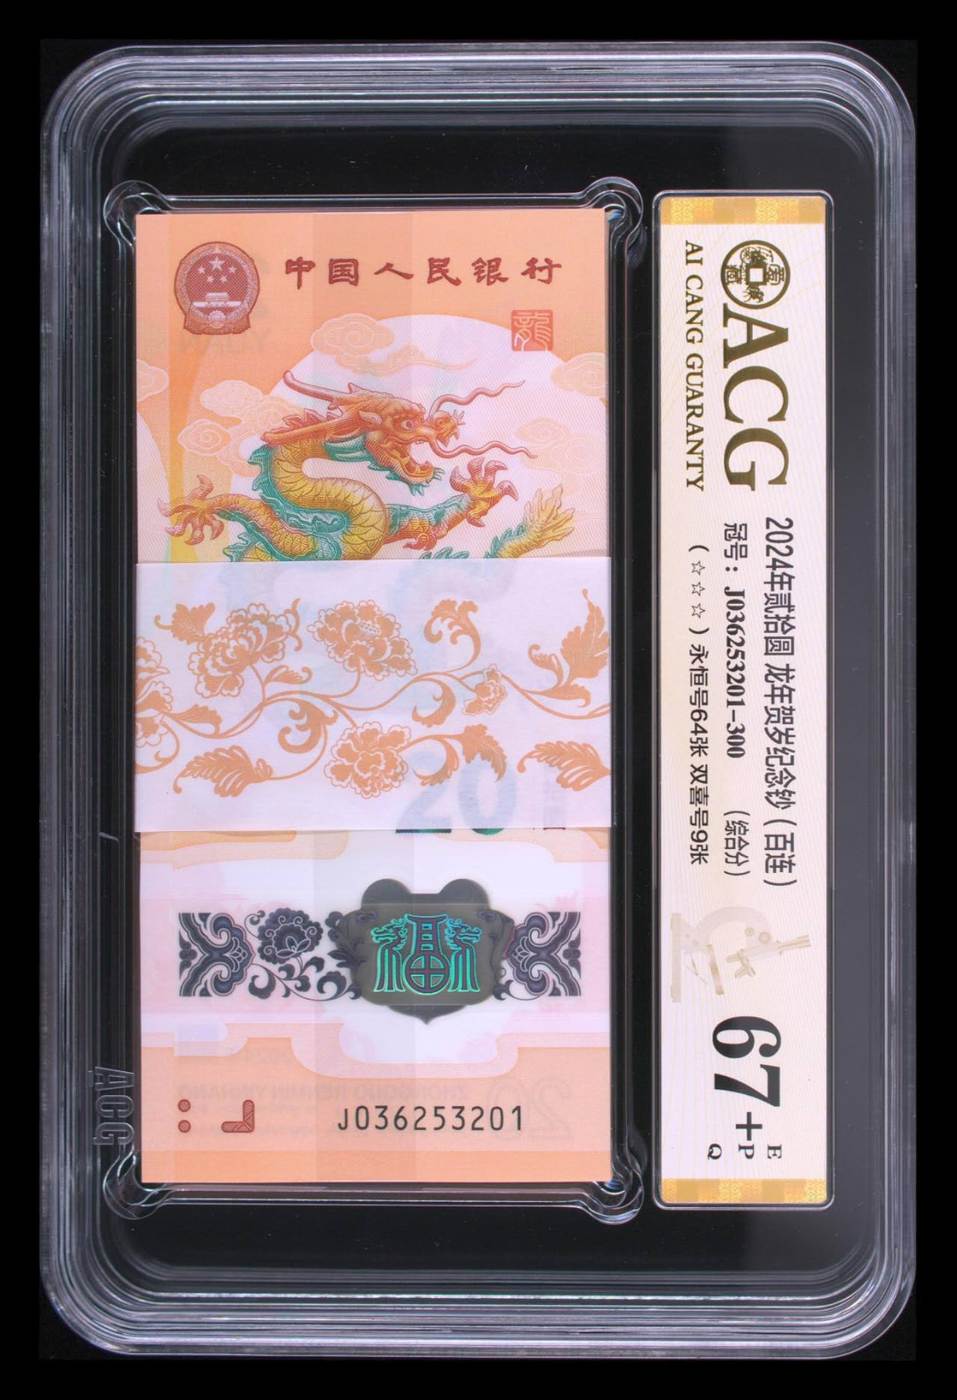 中国人民银行
龍
20
J036253201
ACG
ACG
AI CANG GUARANTY
2024年贰拾圆 龙年贺岁纪念钞（百连）
冠号：J036253201-300 （综合分）
（☆☆☆）永恒号64张 双喜号9张
67+
E
P
Q